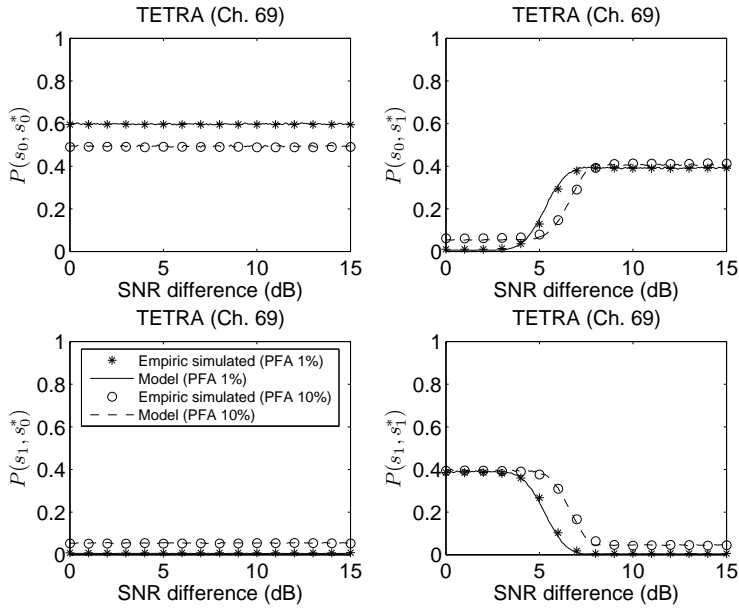 TETRA (Ch. 69)
1
0.8
0.6
0.4
0.2
0
P(s₀, s₀*)
0 5 10 15
SNR difference (dB)
TETRA (Ch. 69)
1
0.8
0.6
0.4
0.2
0
P(s₀, s₁*)
0 5 10 15
SNR difference (dB)
TETRA (Ch. 69)
1
0.8
0.6
0.4
0.2
0
P(s₁, s₀*)
Empiric simulated (PFA 1%)
Model (PFA 1%)
Empiric simulated (PFA 10%)
Model (PFA 10%)
0 5 10 15
SNR difference (dB)
TETRA (Ch. 69)
1
0.8
0.6
0.4
0.2
0
P(s₁, s₁*)
0 5 10 15
SNR difference (dB)